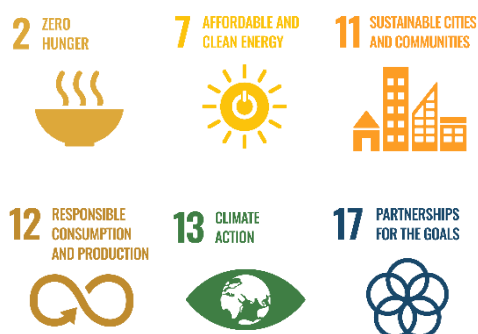 2 ZERO
HUNGER
7 AFFORDABLE AND
CLEAN ENERGY
11 SUSTAINABLE CITIES
AND COMMUNITIES
12 RESPONSIBLE
CONSUMPTION
AND PRODUCTION
13 CLIMATE
ACTION
17 PARTNERSHIPS
FOR THE GOALS